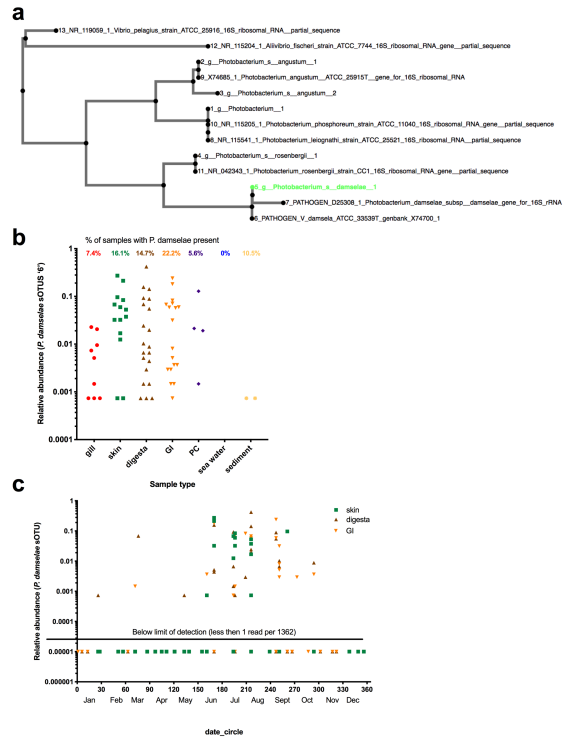 a
13_NR_119059_1_Vibrio_pelagius_strain_ATCC_25916_16S_ribosomal_RNA__partial_sequence
12_NR_115204_1_Aliivibrio_fischeri_strain_ATCC_7744_16S_ribosomal_RNA_gene__partial_sequence
2_g__Photobacterium_s__angustum__1
9_X74685_1_Photobacterium_angustum__ATCC_25915T__gene_for_16S_ribosomal_RNA
3_g__Photobacterium_s__angustum__2
1_g__Photobacterium__1
10_NR_115205_1_Photobacterium_phosphoreum_strain_ATCC_11040_16S_ribosomal_RNA_gene__partial_sequence
8_NR_115541_1_Photobacterium_leiognathi_strain_ATCC_25521_16S_ribosomal_RNA__partial_sequence
4_g__Photobacterium_s__rosenbergii__1
11_NR_042343_1_Photobacterium_rosenbergii_strain_CC1_16S_ribosomal_RNA_gene__partial_sequence
5_g__Photobacterium_s__damselae__1
7_PATHOGEN_D25308_1_Photobacterium_damselae_subsp__damselae_gene_for_16S_rRNA
6_PATHOGEN_V_damsela_ATCC_33539T_genbank_X74700_1
b
% of samples with P. damselae present
7.4% 16.1% 14.7% 22.2% 5.6% 0% 10.5%
Relative abundance (P. damselae sOTUS '6')
1
0.1
0.01
0.001
0.0001
gill skin digesta GI PC sea water sediment
Sample type
c
skin
digesta
GI
Relative abundance (P. damselae sOTU)
1
0.1
0.01
0.001
0.0001
0.00001
0.000001
Below limit of detection (less then 1 read per 1362)
0 30 60 90 120 150 180 210 240 270 300 330 360
Jan Feb Mar Apr May Jun Jul Aug Sept Oct Nov Dec
date_circle